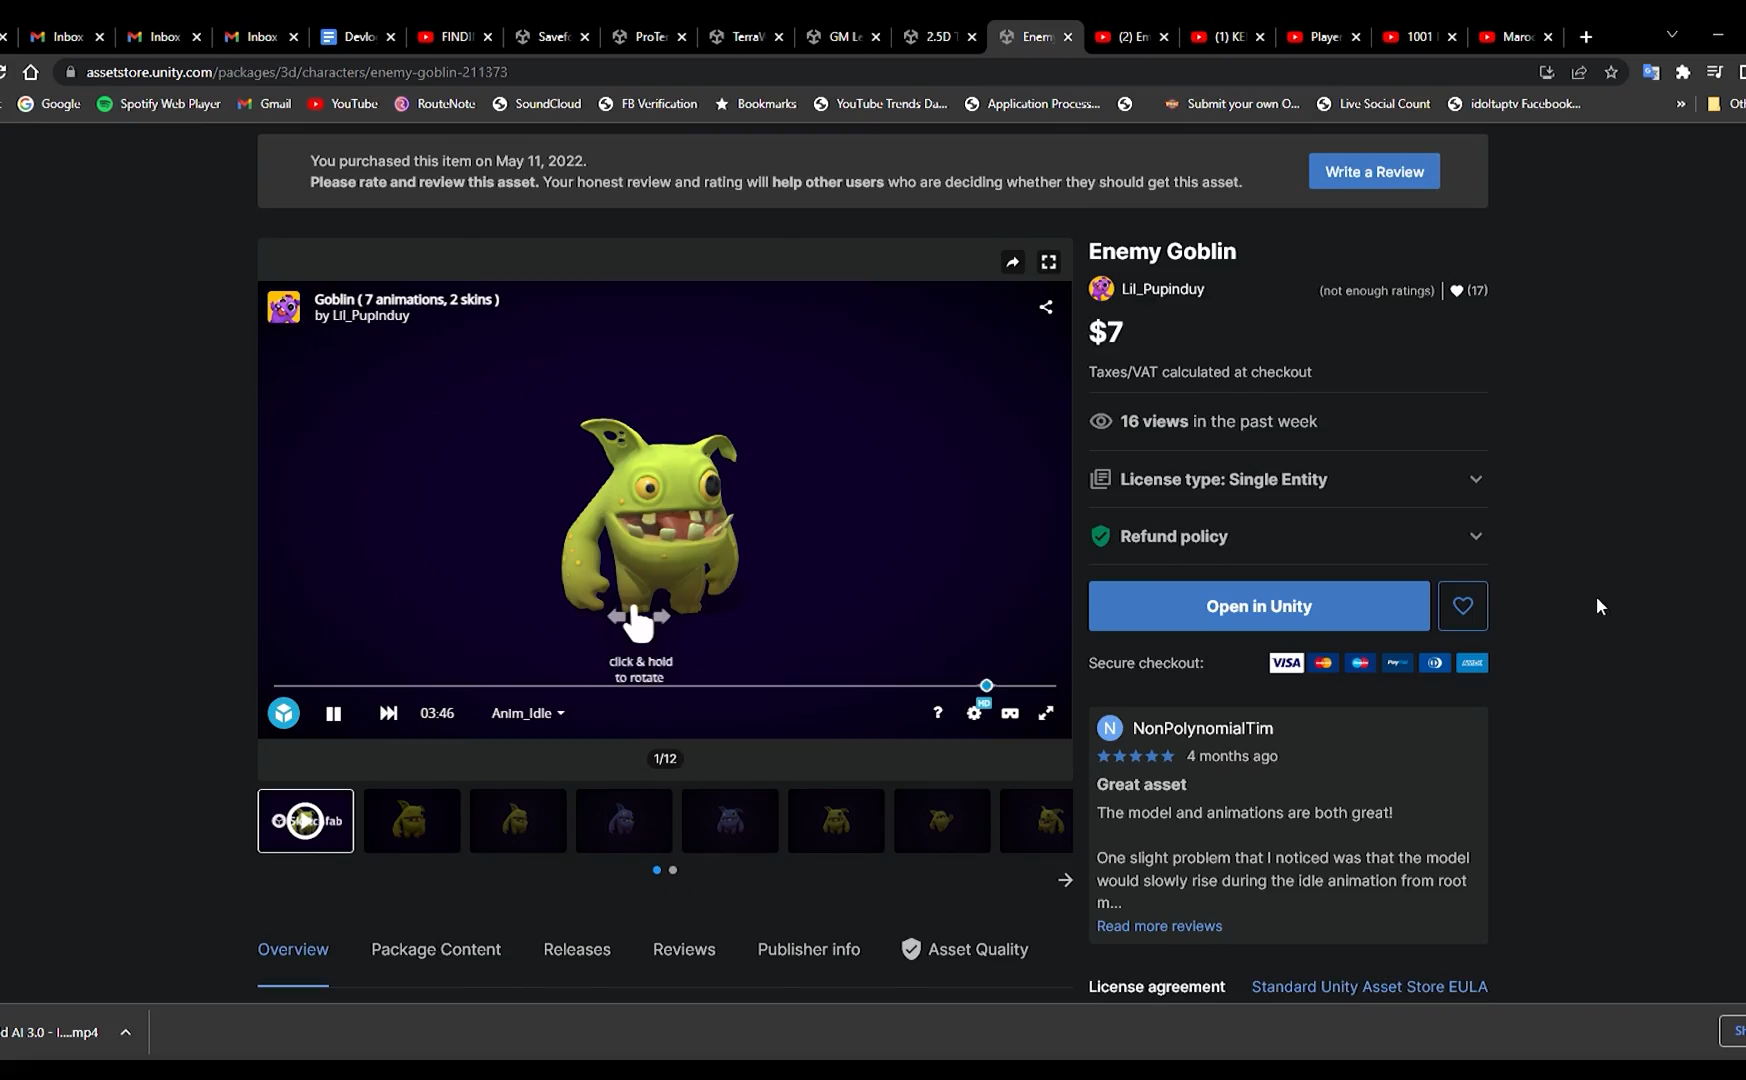 Inbox
Inbox
Inbox
Devlo
FINDI
Savef
ProTe
Terra
GM Le
2.5D T
Enemy
(2) En
(1) KE
Player
1001
Maro
assetstore.unity.com/packages/3d/characters/enemy-goblin-211373
Google
Spotify Web Player
Gmail
YouTube
RouteNote
SoundCloud
FB Verification
Bookmarks
YouTube Trends Da...
Application Process...
Submit your own O...
Live Social Count
idoltaptv Facebook...
»
Ot
You purchased this item on May 11, 2022.
Please rate and review this asset. Your honest review and rating will help other users who are deciding whether they should get this asset.
Write a Review
Goblin ( 7 animations, 2 skins )
by Lil_PupInduy
Enemy Goblin
Lil_Pupinduy
(not enough ratings)
(17)
$7
Taxes/VAT calculated at checkout
16 views in the past week
License type: Single Entity
Refund policy
Open in Unity
click & hold
to rotate
Secure checkout:
VISA
PayPal
03:46
Anim_Idle
?
HD
1/12
N NonPolynomialTim
4 months ago
Great asset
The model and animations are both great!
One slight problem that I noticed was that the model
would slowly rise during the idle animation from root
m...
Read more reviews
Overview
Package Content
Releases
Reviews
Publisher info
Asset Quality
License agreement
Standard Unity Asset Store EULA
d AI 3.0 - I....mp4